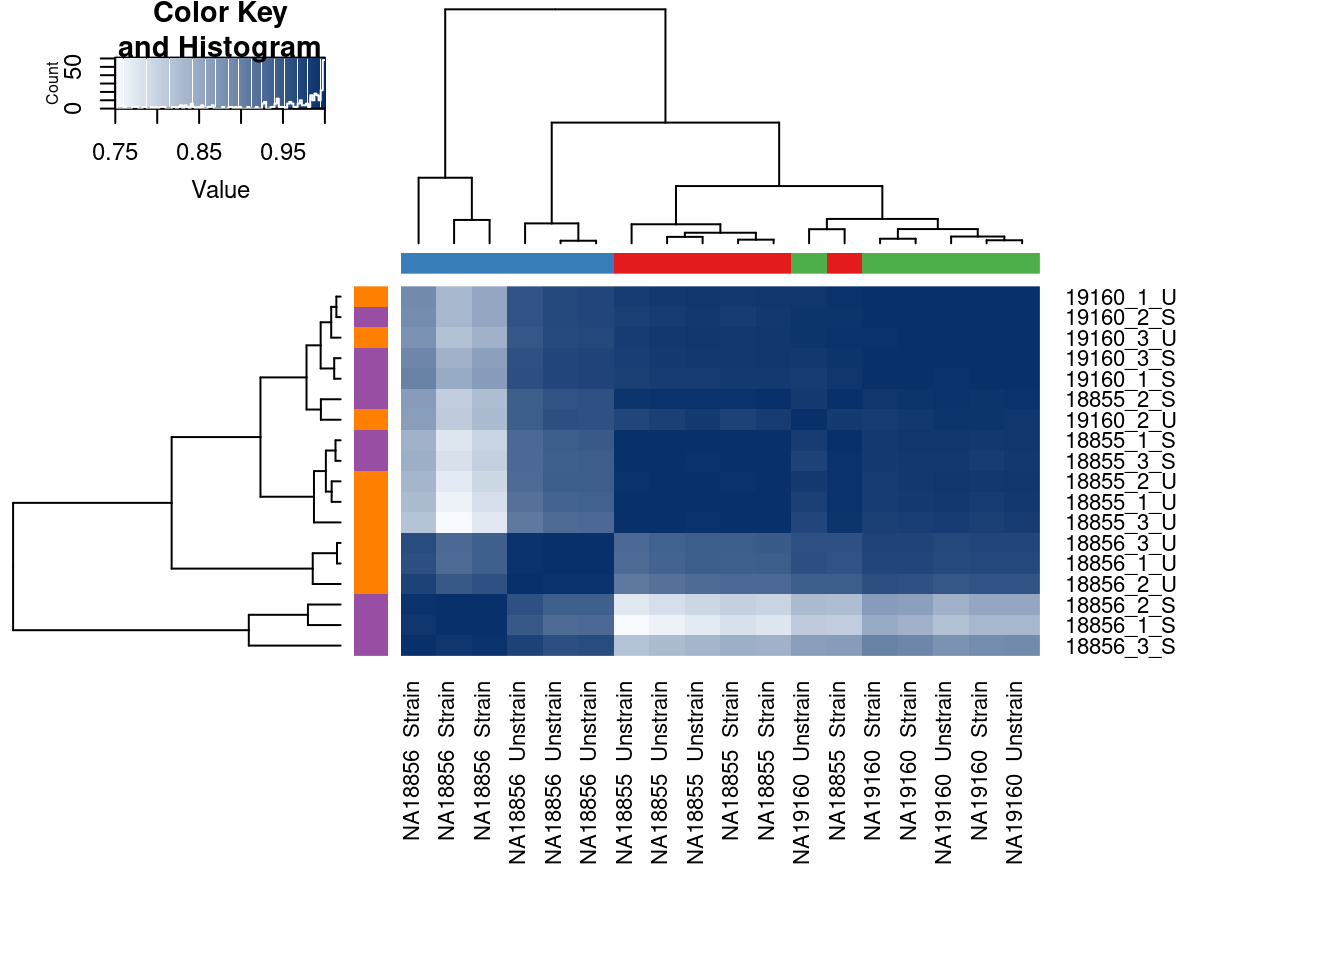 Color Key
and Histogram
Count
0 50
0.75 0.85 0.95
Value
19160_1_U
19160_2_S
19160_3_U
19160_3_S
19160_1_S
18855_2_S
19160_2_U
18855_1_S
18855_3_S
18855_2_U
18855_1_U
18855_3_U
18856_3_U
18856_1_U
18856_2_U
18856_2_S
18856_1_S
18856_3_S
NA18856 Strain
NA18856 Strain
NA18856 Strain
NA18856 Unstrain
NA18856 Unstrain
NA18856 Unstrain
NA18855 Unstrain
NA18855 Unstrain
NA18855 Unstrain
NA18855 Strain
NA18855 Strain
NA19160 Unstrain
NA18855 Strain
NA19160 Strain
NA19160 Strain
NA19160 Unstrain
NA19160 Strain
NA19160 Unstrain